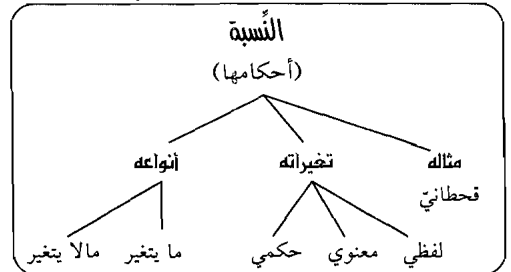 النِّسبة
(أحكامها)
مثاله تغيراته أنواعه
قحطانيّ
لفظي معنوي حكمي ما يتغير مالا يتغير